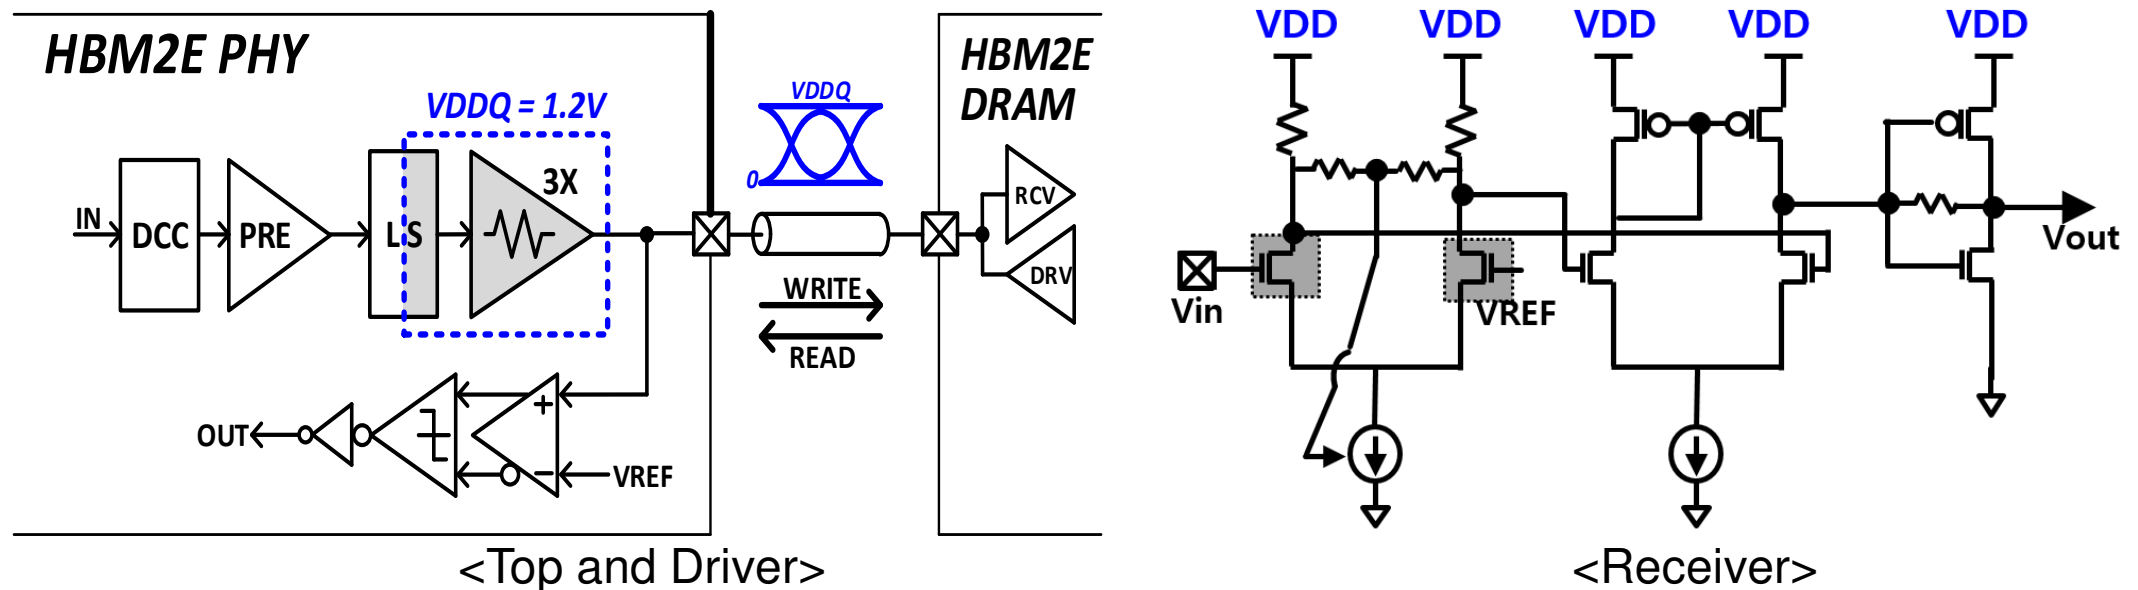 HBM2E PHY
VDDQ = 1.2V
IN
DCC
PRE
LS
3X
OUT
+
−
VREF
VDDQ
0
WRITE
READ
HBM2E
DRAM
RCV
DRV
<Top and Driver>
VDD VDD VDD VDD VDD
Vin
VREF
Vout
<Receiver>